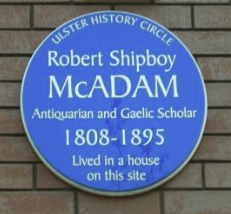 ULSTER HISTORY CIRCLE
Robert Shipboy
McADAM
Antiquarian and Gaelic Scholar
1808-1895
Lived in a house
on this site